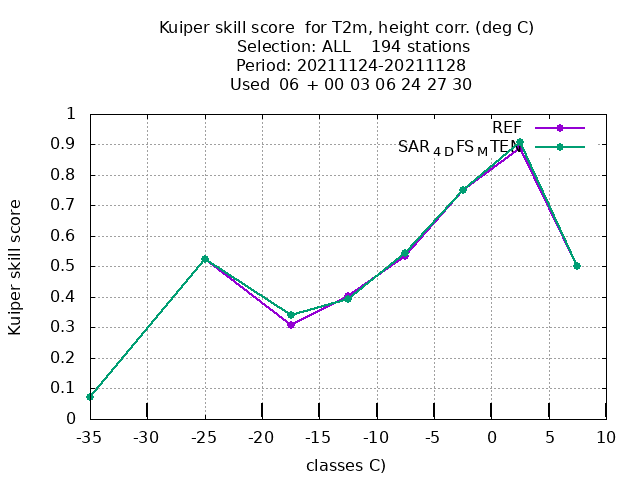 Kuiper skill score for T2m, height corr. (deg C)
Selection: ALL 194 stations
Period: 20211124-20211128
Used 06 + 00 03 06 24 27 30
REF
SAR4DFSMTEM
Kuiper skill score
1
0.9
0.8
0.7
0.6
0.5
0.4
0.3
0.2
0.1
0
-35 -30 -25 -20 -15 -10 -5 0 5 10
classes C)